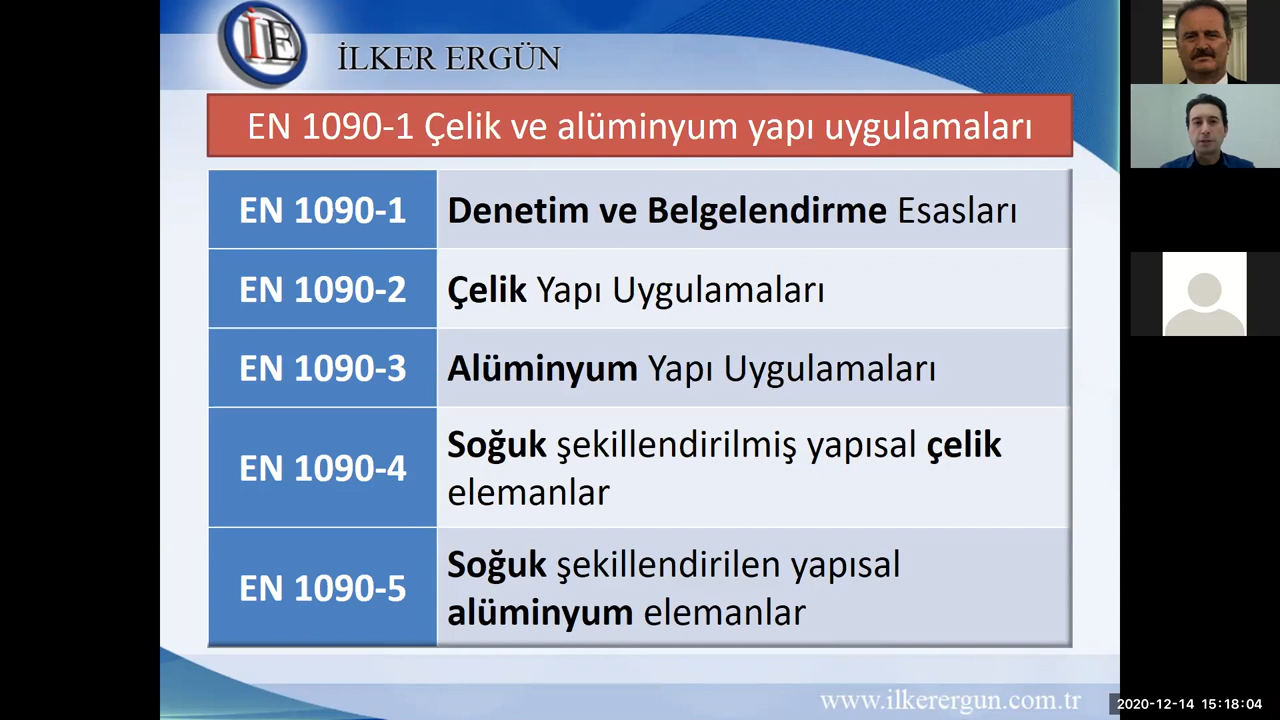 İE
İLKER ERGÜN
EN 1090-1 Çelik ve alüminyum yapı uygulamaları
EN 1090-1 Denetim ve Belgelendirme Esasları
EN 1090-2 Çelik Yapı Uygulamaları
EN 1090-3 Alüminyum Yapı Uygulamaları
EN 1090-4 Soğuk şekillendirilmiş yapısal çelik
elemanlar
EN 1090-5 Soğuk şekillendirilen yapısal
alüminyum elemanlar
www.ilkerergun.com.tr
2020-12-14 15:18:04